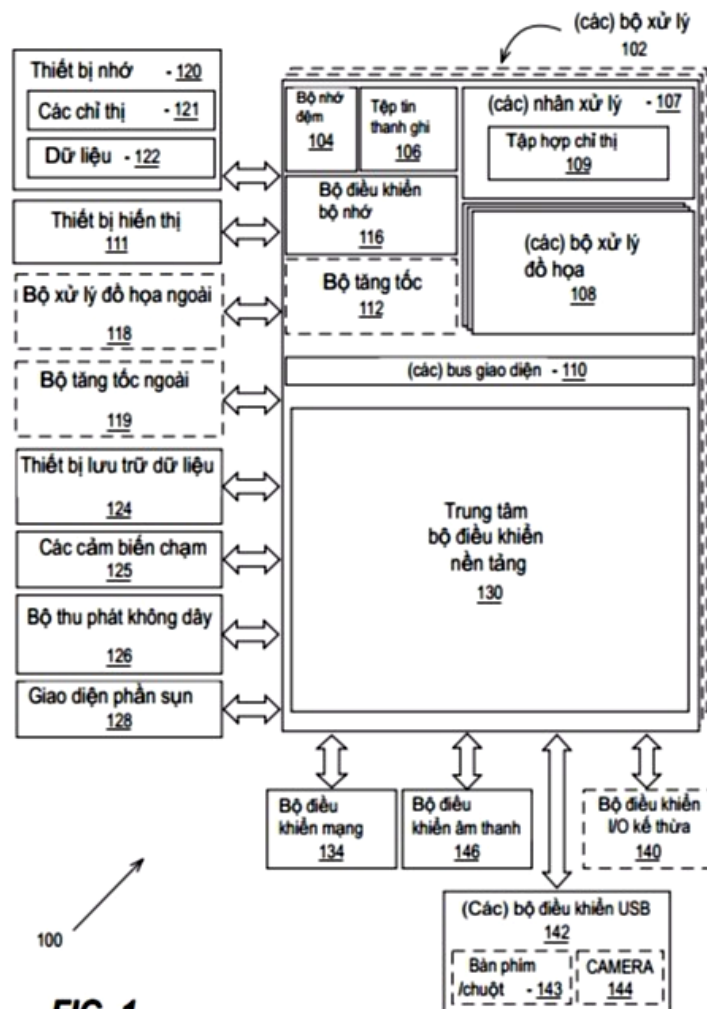 (các) bộ xử lý
102
Thiết bị nhớ - 120
Các chỉ thị - 121
Dữ liệu - 122
Thiết bị hiển thị
111
Bộ xử lý đồ họa ngoài
118
Bộ tăng tốc ngoài
119
Thiết bị lưu trữ dữ liệu
124
Các cảm biến chạm
125
Bộ thu phát không dây
126
Giao diện phần sụn
128
Bộ nhớ
đệm
104
Tệp tin
thanh ghi
106
(các) nhân xử lý - 107
Tập hợp chỉ thị
109
Bộ điều khiển
bộ nhớ
116
(các) bộ xử lý
đồ họa
108
Bộ tăng tốc
112
(các) bus giao diện - 110
Trung tâm
bộ điều khiển
nền tảng
130
Bộ điều
khiển mạng
134
Bộ điều
khiển âm thanh
146
Bộ điều khiển
I/O kế thừa
140
(Các) bộ điều khiển USB
142
Bàn phím
/chuột - 143
CAMERA
144
100
FIG. 1